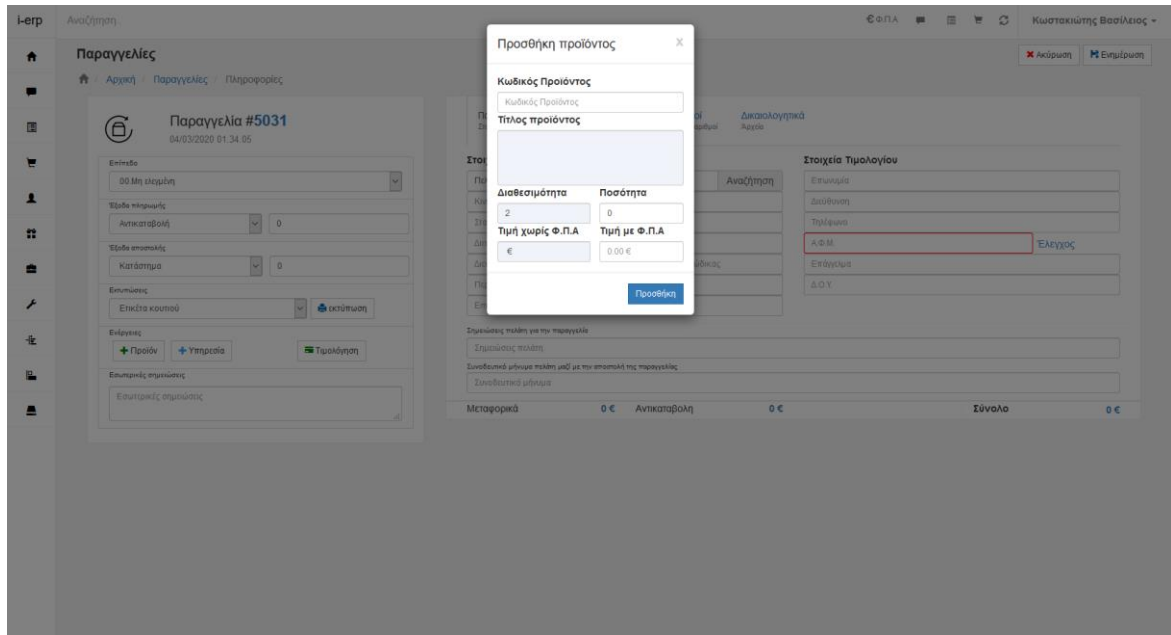 i-erp Αναζήτηση €Φ.Π.Α Κωστακιώτης Βασίλειος
Παραγγελίες
Ακύρωση Ενημέρωση
Αρχική / Παραγγελίες / Πληροφορίες
Προσθήκη προϊόντος X
Κωδικός Προϊόντος
Κωδικός Προϊόντος
Τίτλος προϊόντος
Διαθεσιμότητα Ποσότητα
2 0
Τιμή χωρίς Φ.Π.Α Τιμή με Φ.Π.Α
€ 0.00 €
Προσθήκη
Παραγγελία #5031
04/03/2020 01:34:05
Επίπεδο
00.Μη ελεγμένη
Έξοδα πληρωμής
Αντικαταβολή 0
Έξοδα αποστολής
Κατάστημα 0
Εκτυπώσεις
Ετικέτα κουτιού εκτύπωση
Ενέργειες
Προϊόν Υπηρεσία Τιμολόγηση
Εσωτερικές σημειώσεις
Εσωτερικές σημειώσεις
Δικαιολογητικά
Αρχεία
Στοιχεία Τιμολογίου
Αναζήτηση Επωνυμία
Διεύθυνση
Τηλέφωνο
Α.Φ.Μ. Έλεγχος
Επάγγελμα
Δ.Ο.Υ.
Σημειώσεις πελάτη για την παραγγελία
Σημειώσεις πελάτη
Συνοδευτικό μήνυμα πελάτη μαζί με την αποστολή της παραγγελίας
Συνοδευτικό μήνυμα
Μεταφορικά 0 € Αντικαταβολη 0 € Σύνολο 0 €